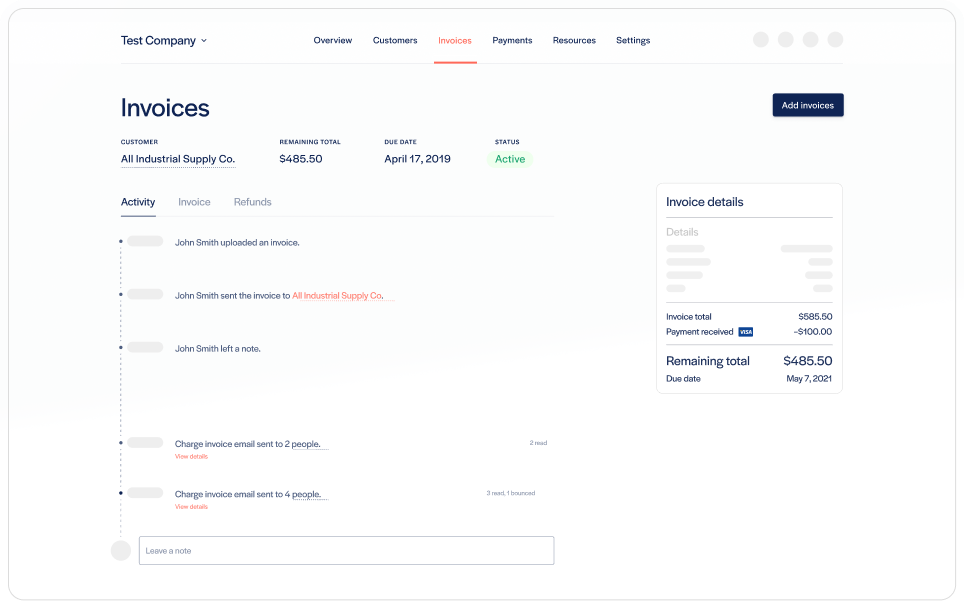 Test Company
Overview Customers Invoices Payments Resources Settings
Invoices
Add invoices
CUSTOMER REMAINING TOTAL DUE DATE STATUS
All Industrial Supply Co. $485.50 April 17, 2019 Active
Activity Invoice Refunds
John Smith uploaded an invoice.
John Smith sent the invoice to All Industrial Supply Co.
John Smith left a note.
Charge invoice email sent to 2 people. 2 read
View details
Charge invoice email sent to 4 people. 3 read, 1 bounced
View details
Leave a note
Invoice details
Details
Invoice total $585.50
Payment received VISA –$100.00
Remaining total $485.50
Due date May 7, 2021